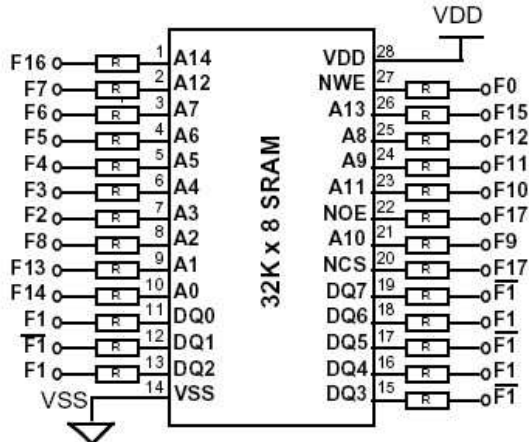 VDD
F16 R 1 A14 VDD 28
F7 R 2 A12 NWE 27 R F0
F6 R 3 A7 A13 26 R F15
F5 R 4 A6 A8 25 R F12
F4 R 5 A5 A9 24 R F11
F3 R 6 A4 A11 23 R F10
F2 R 7 A3 NOE 22 R F17
F8 R 8 A2 A10 21 R F9
F13 R 9 A1 NCS 20 R F17
F14 R 10 A0 DQ7 19 R F̅1̅
F1 R 11 DQ0 DQ6 18 R F1
F̅1̅ R 12 DQ1 DQ5 17 R F̅1̅
F1 R 13 DQ2 DQ4 16 R F1
VSS 14 VSS DQ3 15 R F̅1̅
32K x 8 SRAM